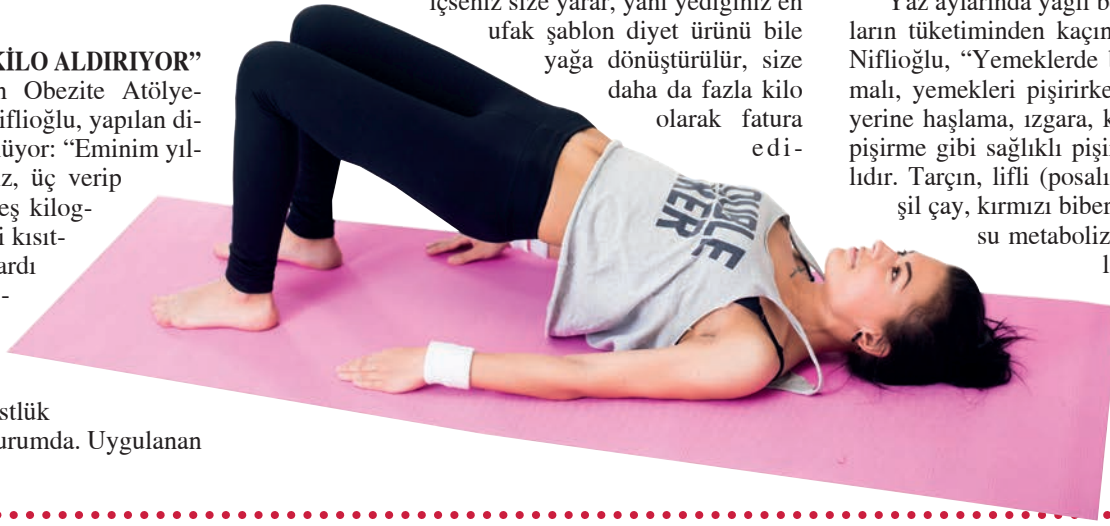 KİLO ALDIRIYOR”
n Obezite Atölye-
iflioğlu, yapılan di-
lüyor: “Eminim yıl-
iz, üç verip
eş kilog-
i kısıt-
ardı
-
stlük
urumda. Uygulanan
içseniz size yarar, yani yediğiniz en
ufak şablon diyet ürünü bile
yağa dönüştürülür, size
daha da fazla kilo
olarak fatura
edi-
Yaz aylarında yağlı b
ların tüketiminden kaçın
Niflioğlu, “Yemeklerde b
malı, yemekleri pişirirke
yerine haşlama, ızgara, k
pişirme gibi sağlıklı pişir
lıdır. Tarçın, lifli (posalı
şil çay, kırmızı biber
su metaboliz
l